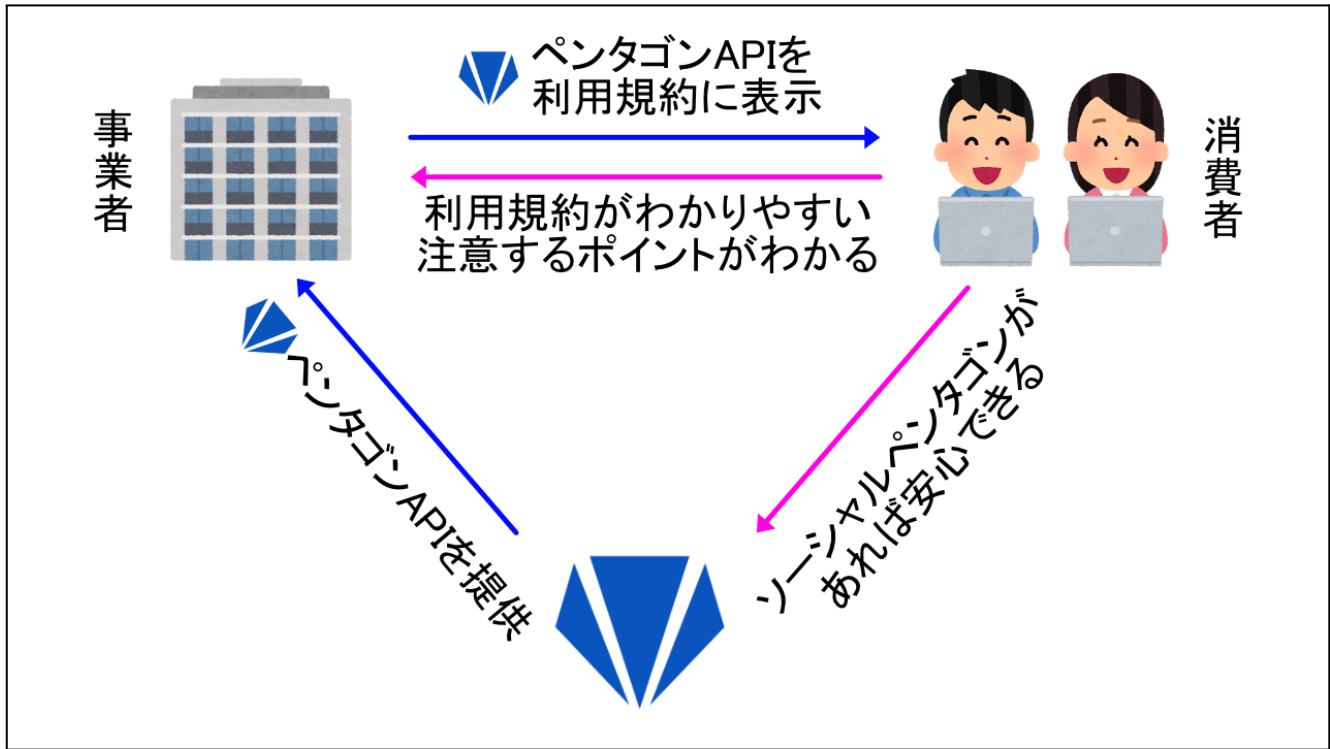 ペンタゴンAPIを
利用規約に表示
事業者
消費者
利用規約がわかりやすい
注意するポイントがわかる
ペンタゴンAPIを提供
ソーシャルペンタゴンが
あれば安心できる